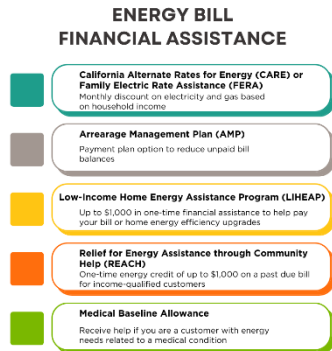 ENERGY BILL
FINANCIAL ASSISTANCE
California Alternate Rates for Energy (CARE) or
Family Electric Rate Assistance (FERA)
Monthly discount on electricity and gas based
on household income
Arrearage Management Plan (AMP)
Payment plan option to reduce unpaid bill
balances
Low-Income Home Energy Assistance Program (LIHEAP)
Up to $1,000 in one-time financial assistance to help pay
your bill or home energy efficiency upgrades
Relief for Energy Assistance through Community
Help (REACH)
One-time energy credit of up to $1,000 on a past due bill
for income-qualified customers
Medical Baseline Allowance
Receive help if you are a customer with energy
needs related to a medical condition